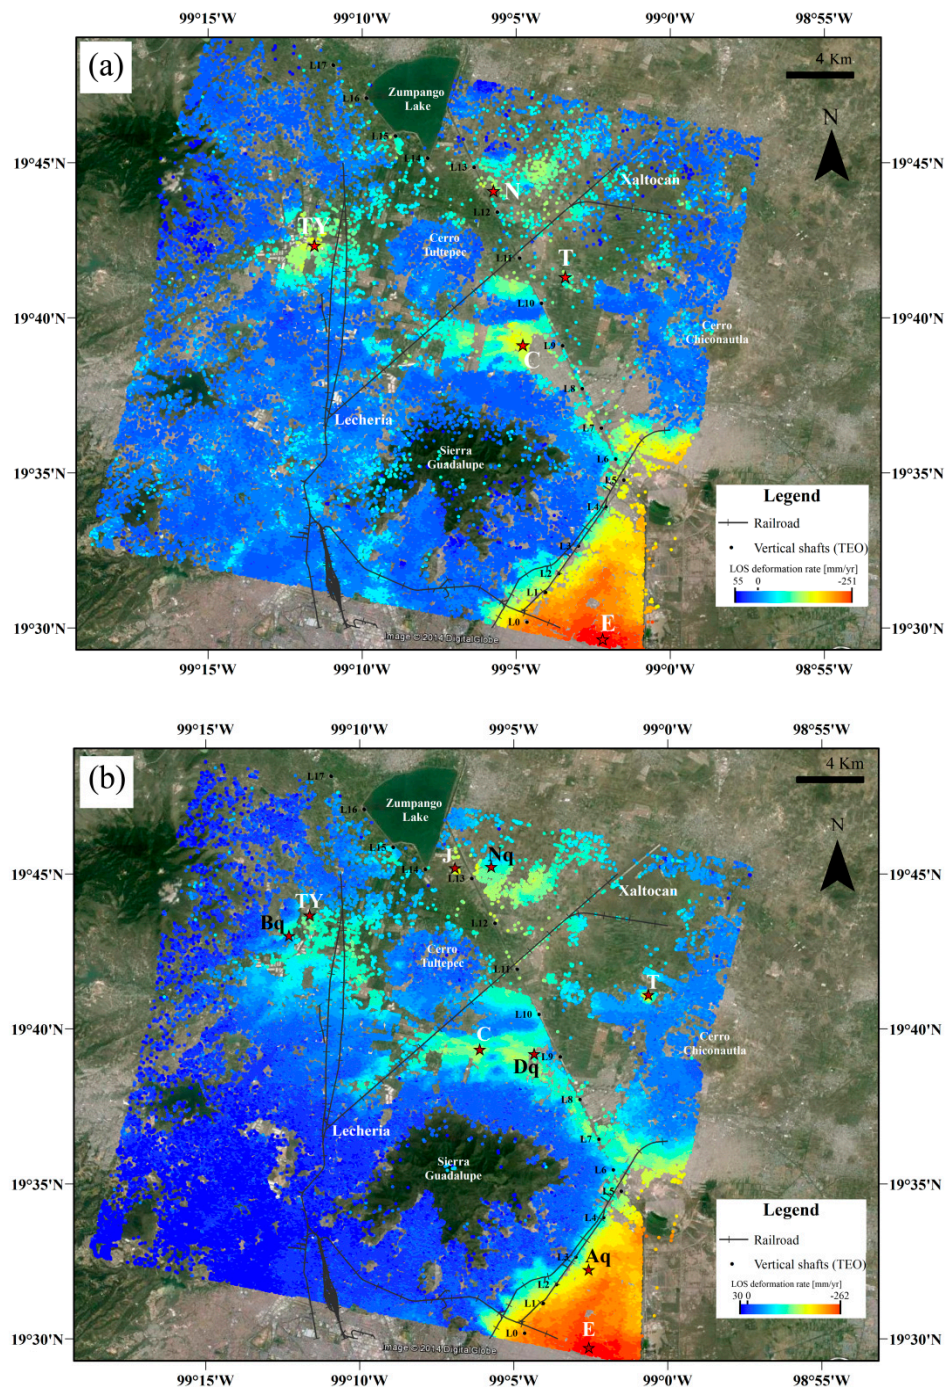 99°15'W 99°10'W 99°5'W 99°0'W 98°55'W
(a)
4 Km
L17
L16
Zumpango
Lake
N
L15
L14
19°45'N 19°45'N
L13
Xaltocan
N
L12
TY
Cerro
Tultepec
L11
T
L10
19°40'N 19°40'N
Cerro
Chiconautla
L9
C
L8
Lecheria
L7
Sierra
Guadalupe
L6
19°35'N 19°35'N
L5
Legend
Railroad
L4
Vertical shafts (TEO)
L3
LOS deformation rate [mm/yr]
55 0 -251
L2
L1
L0
E
19°30'N 19°30'N
Image © 2014 DigitalGlobe
99°15'W 99°10'W 99°5'W 99°0'W 98°55'W
99°15'W 99°10'W 99°5'W 99°0'W 98°55'W
(b)
4 Km
L17
L16
Zumpango
Lake
N
L15
J
Nq
L14
19°45'N 19°45'N
L13
Xaltocan
TY
Bq
L12
Cerro
Tultepec
L11
T
L10
19°40'N 19°40'N
C
Cerro
Chiconautla
L9
Dq
L8
Lecheria
L7
Sierra
Guadalupe
L6
19°35'N 19°35'N
L5
Legend
L4
Railroad
L3
Aq
Vertical shafts (TEO)
L2
LOS deformation rate [mm/yr]
30 0 -262
L1
L0
E
19°30'N 19°30'N
Image © 2014 DigitalGlobe
99°15'W 99°10'W 99°5'W 99°0'W 98°55'W